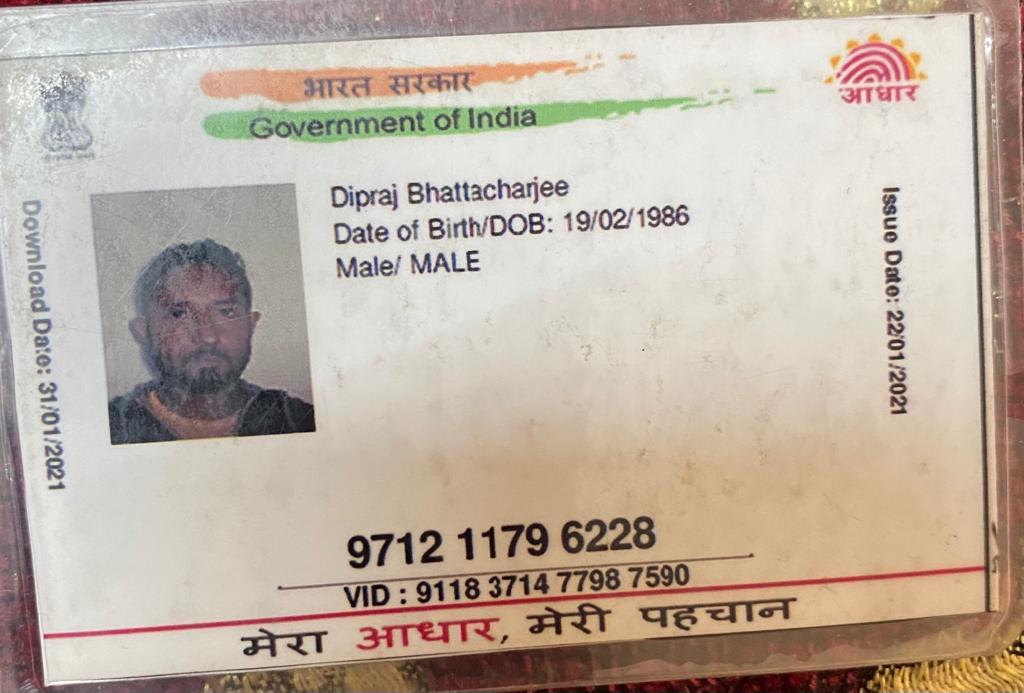 भारत सरकार
Government of India
आधार
Download Date: 31/01/2021
Dipraj Bhattacharjee
Date of Birth/DOB: 19/02/1986
Male/ MALE
Issue Date: 22/01/2021
9712 1179 6228
VID : 9118 3714 7798 7590
मेरा आधार, मेरी पहचान